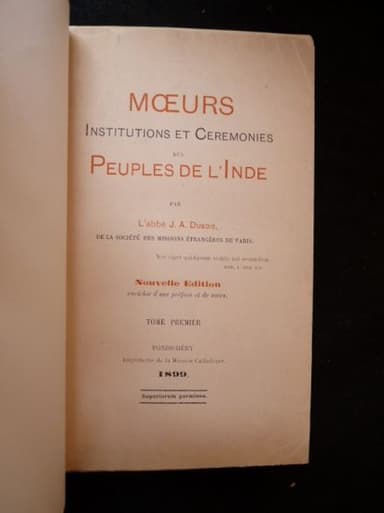 MŒURS
INSTITUTIONS ET CEREMONIES
DES
PEUPLES DE L'INDE
PAR
L'abbé J. A. DUBOIS,
DE LA SOCIÉTÉ DES MISSIONS ÉTRANGÈRES DE PARIS.
Nouvelle Edition
enrichie d'une préface et de notes.
TOME PREMIER
PONDICHÉRY
Imprimerie de la Mission Catholique.
1899.
Superiorum permissu.